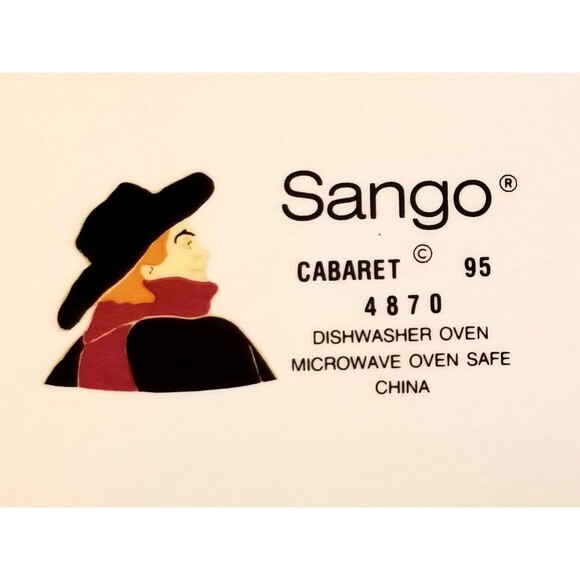 Sango®
CABARET © 95
4870
DISHWASHER OVEN
MICROWAVE OVEN SAFE
CHINA